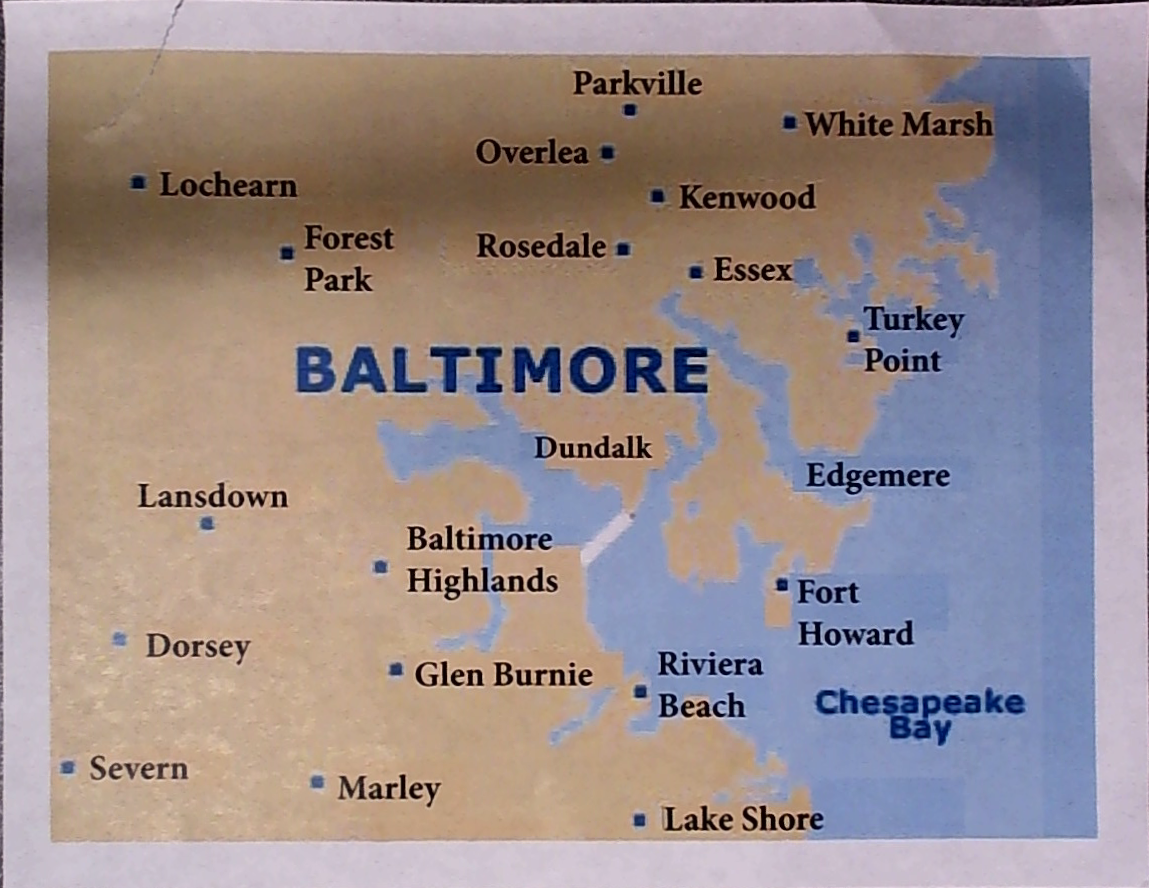 Parkville
White Marsh
Overlea
Lochearn
Kenwood
Forest
Park
Rosedale
Essex
Turkey
Point
BALTIMORE
Dundalk
Edgemere
Lansdown
Baltimore
Highlands
Fort
Howard
Dorsey
Glen Burnie
Riviera
Beach
Chesapeake
Bay
Severn
Marley
Lake Shore